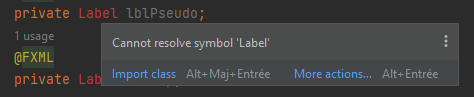 private Label lblPseudo;
1 usage
Cannot resolve symbol 'Label'
@FXML
Import class Alt+Maj+Entrée More actions... Alt+Entrée
private La